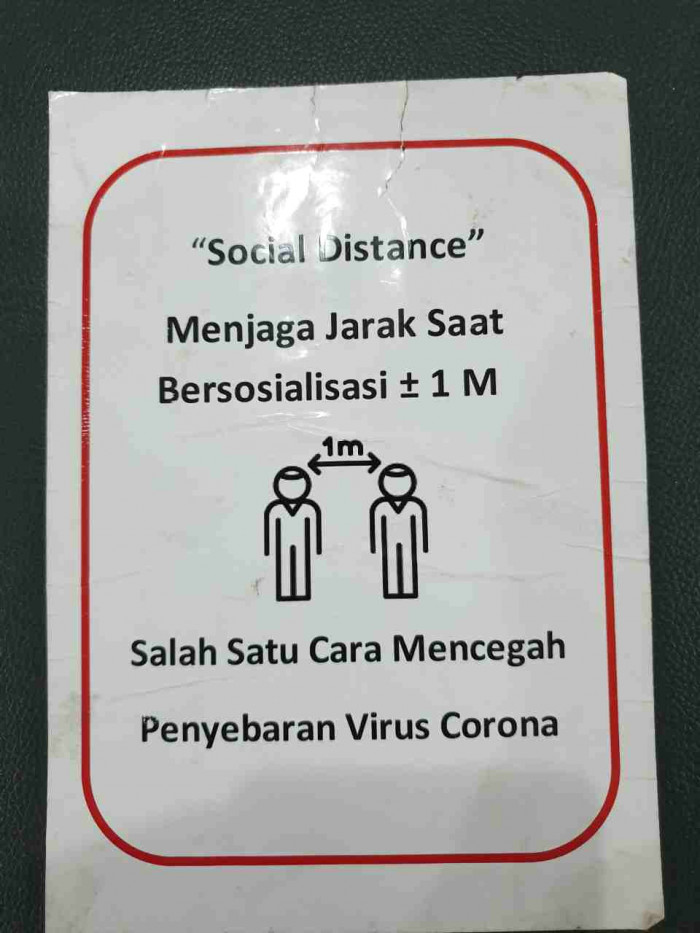 “Social Distance”
Menjaga Jarak Saat
Bersosialisasi ± 1 M
1m
Salah Satu Cara Mencegah
Penyebaran Virus Corona